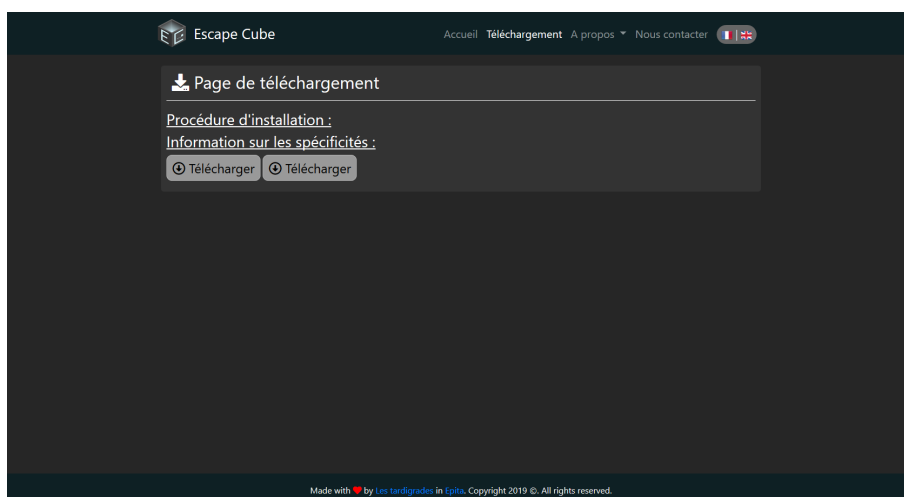 Escape Cube Accueil Téléchargement A propos Nous contacter
Page de téléchargement
Procédure d'installation :
Information sur les spécificités :
Télécharger Télécharger
Made with ❤ by Les tardigrades in Epita. Copyright 2019 ©. All rights reserved.